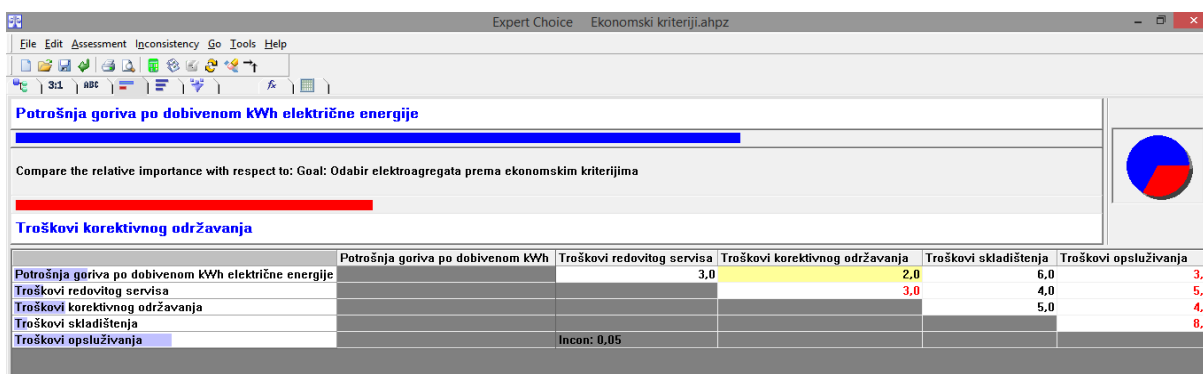 Expert Choice Ekonomski kriteriji.ahpz
File Edit Assessment Inconsistency Go Tools Help
3:1 ABC fx
Potrošnja goriva po dobivenom kWh električne energije
Compare the relative importance with respect to: Goal: Odabir elektroagregata prema ekonomskim kriterijima
Troškovi korektivnog održavanja
Potrošnja goriva po dobivenom kWh Troškovi redovitog servisa Troškovi korektivnog održavanja Troškovi skladištenja Troškovi opsluživanja
Potrošnja goriva po dobivenom kWh električne energije 3,0 2,0 6,0 3,
Troškovi redovitog servisa 3,0 4,0 5,
Troškovi korektivnog održavanja 5,0 4,
Troškovi skladištenja 8,
Troškovi opsluživanja Incon: 0,05